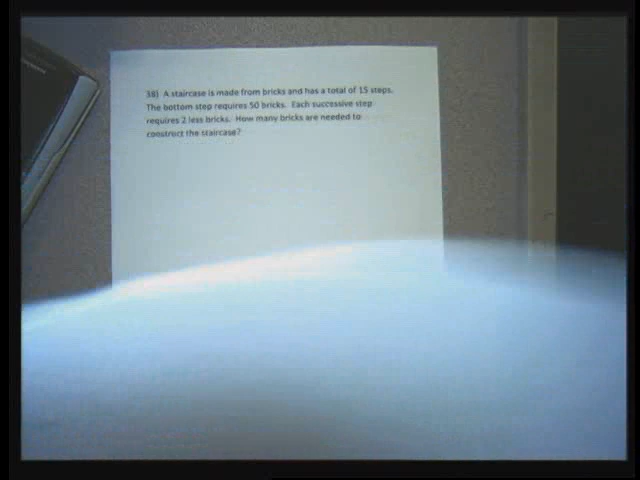 38) A staircase is made from bricks and has a total of 15 steps.
The bottom step requires 50 bricks. Each successive step
requires 2 less bricks. How many bricks are needed to
construct the staircase?